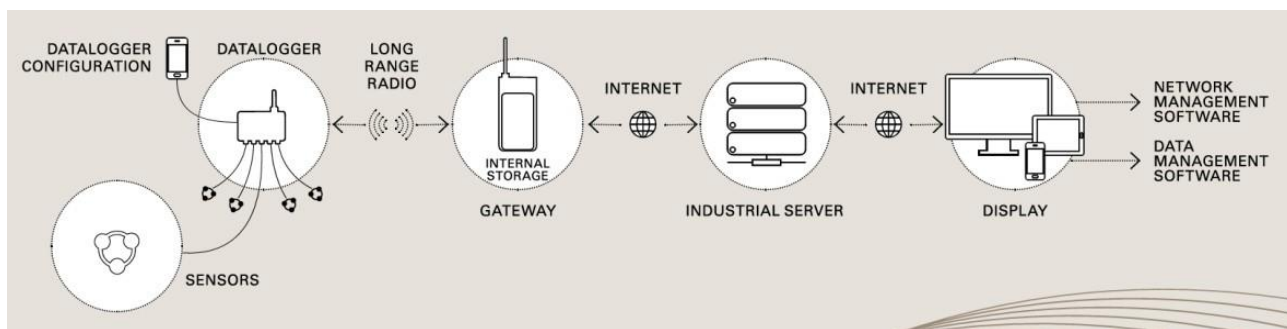 DATALOGGER
CONFIGURATION
DATALOGGER
LONG
RANGE
RADIO
INTERNAL
STORAGE
GATEWAY
INTERNET
INDUSTRIAL SERVER
INTERNET
DISPLAY
NETWORK
MANAGEMENT
SOFTWARE
DATA
MANAGEMENT
SOFTWARE
SENSORS